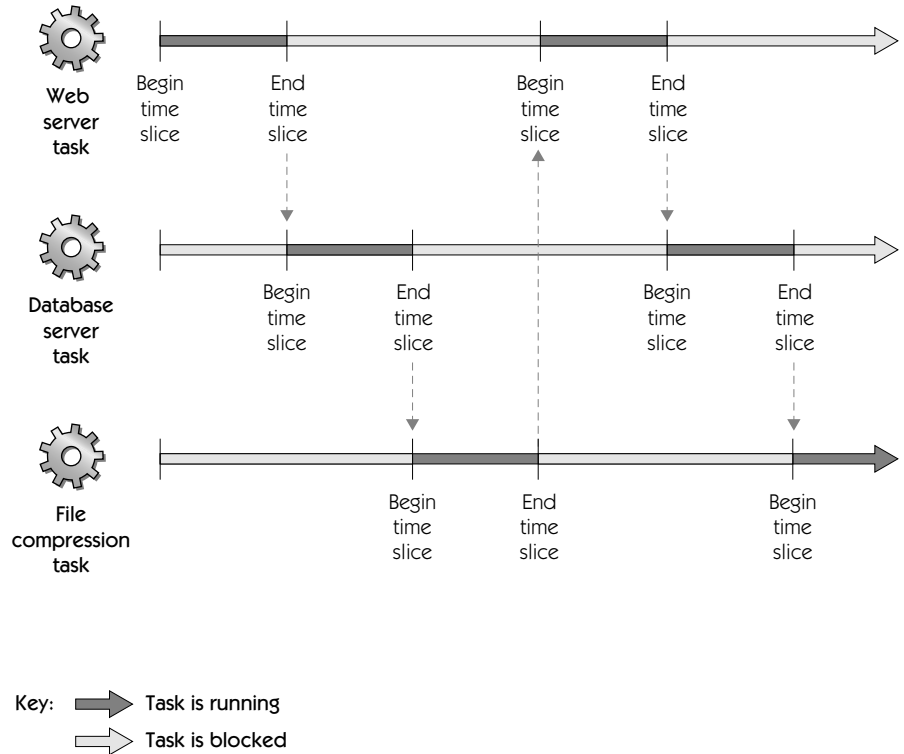 Web
server
task
Begin
time
slice
End
time
slice
Begin
time
slice
End
time
slice
Database
server
task
Begin
time
slice
End
time
slice
Begin
time
slice
End
time
slice
File
compression
task
Begin
time
slice
End
time
slice
Begin
time
slice
Key:
Task is running
Task is blocked